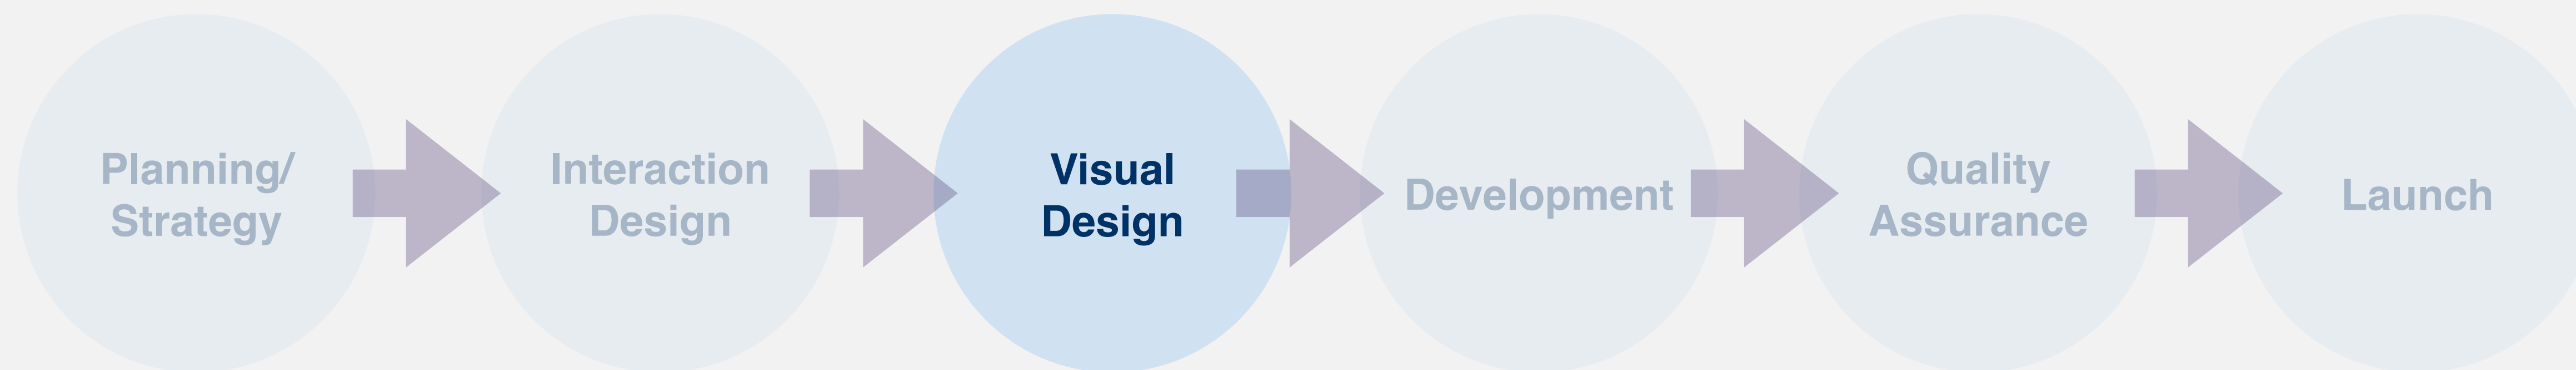 Planning/
Strategy
Interaction
Design
Visual
Design
Development
Quality
Assurance
Launch